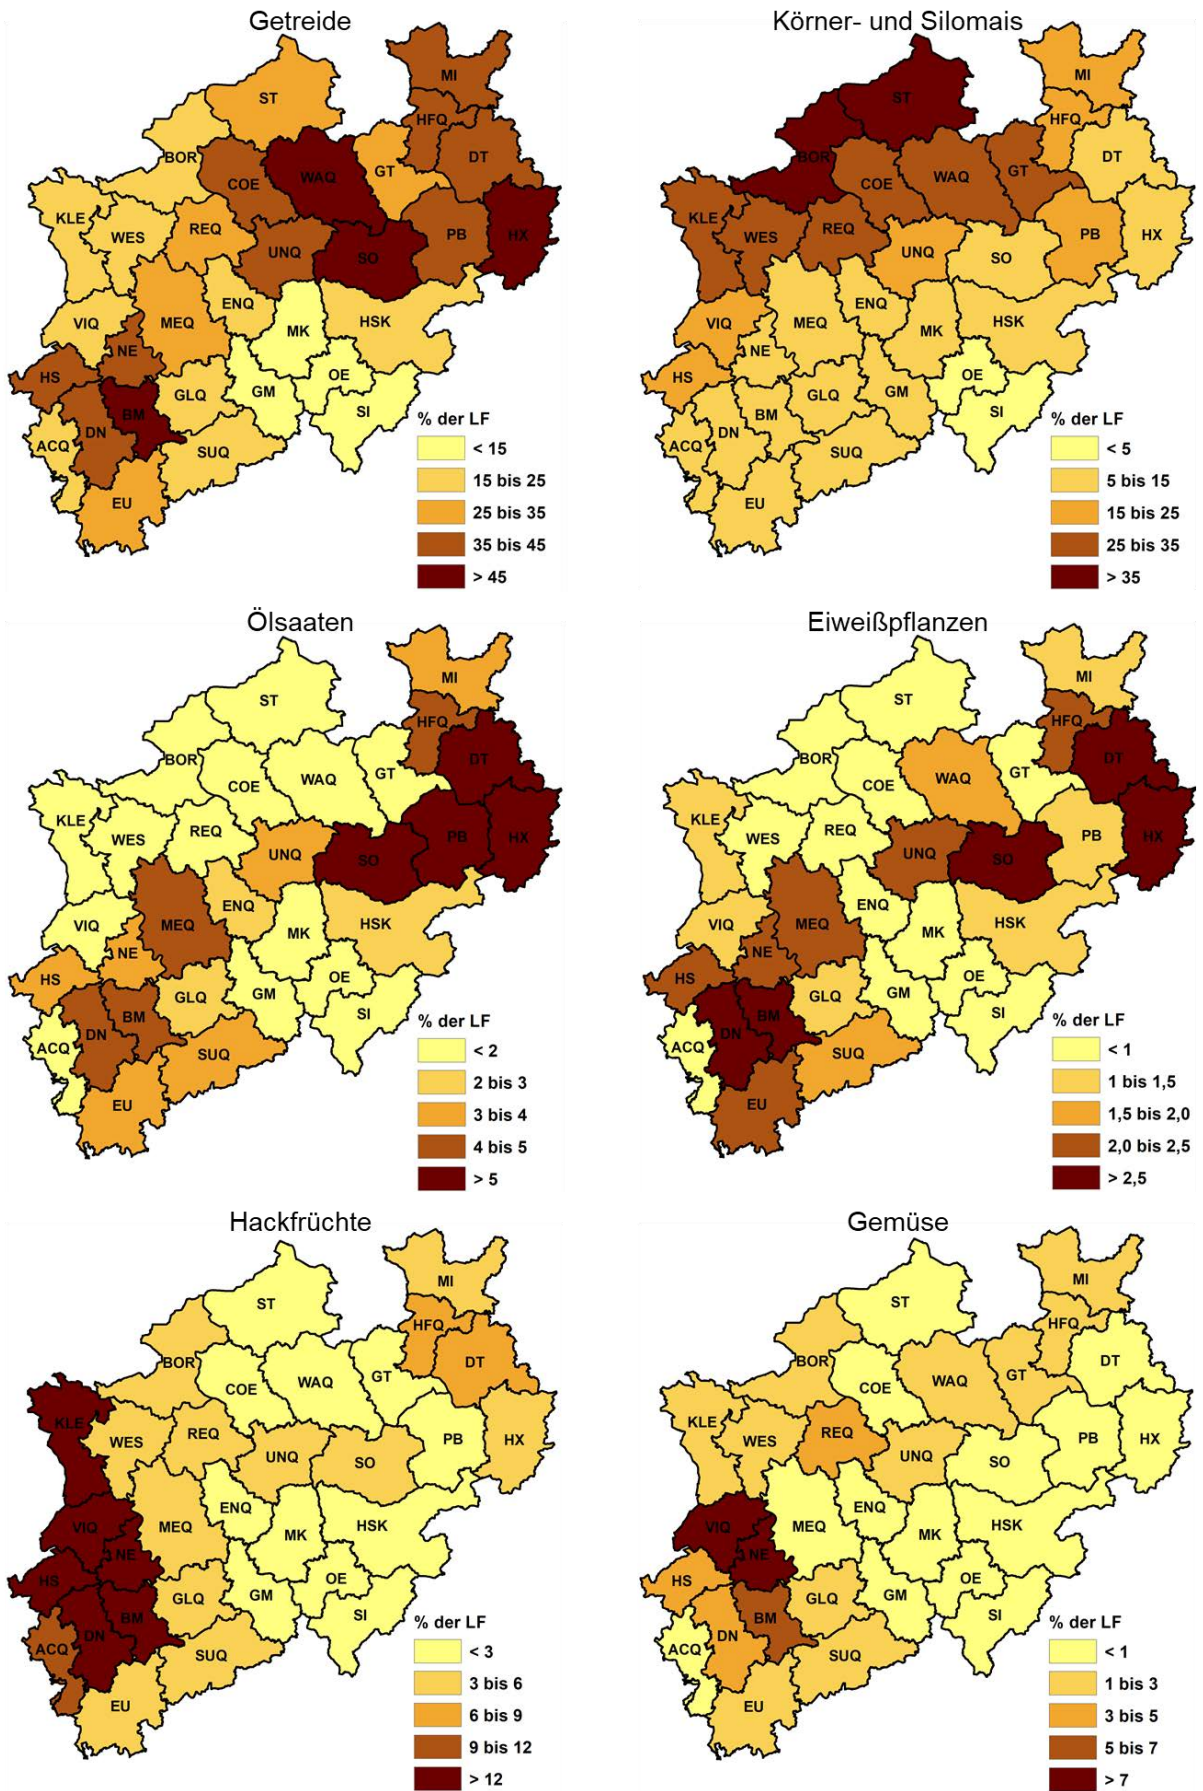 Getreide
MI
ST
HFQ
DT
BOR
COE
WAQ
GT
KLE
WES
REQ
UNQ
SO
PB
HX
VIQ
MEQ
ENQ
MK
HSK
NE
HS
GLQ
GM
OE
SI
BM
DN
ACQ
SUQ
EU
% der LF
< 15
15 bis 25
25 bis 35
35 bis 45
> 45
Körner- und Silomais
MI
ST
HFQ
DT
BOR
COE
WAQ
GT
KLE
WES
REQ
UNQ
SO
PB
HX
VIQ
MEQ
ENQ
MK
HSK
NE
HS
GLQ
GM
OE
SI
BM
DN
ACQ
SUQ
EU
% der LF
< 5
5 bis 15
15 bis 25
25 bis 35
> 35
Ölsaaten
MI
ST
HFQ
DT
BOR
COE
WAQ
GT
KLE
WES
REQ
UNQ
SO
PB
HX
VIQ
MEQ
ENQ
MK
HSK
NE
HS
GLQ
GM
OE
SI
BM
DN
ACQ
SUQ
EU
% der LF
< 2
2 bis 3
3 bis 4
4 bis 5
> 5
Eiweißpflanzen
MI
ST
HFQ
DT
BOR
COE
WAQ
GT
KLE
WES
REQ
UNQ
SO
PB
HX
VIQ
MEQ
ENQ
MK
HSK
NE
HS
GLQ
GM
OE
SI
BM
DN
ACQ
SUQ
EU
% der LF
< 1
1 bis 1,5
1,5 bis 2,0
2,0 bis 2,5
> 2,5
Hackfrüchte
MI
ST
HFQ
DT
BOR
COE
WAQ
GT
KLE
WES
REQ
UNQ
SO
PB
HX
VIQ
MEQ
ENQ
MK
HSK
NE
HS
GLQ
GM
OE
SI
BM
DN
ACQ
SUQ
EU
% der LF
< 3
3 bis 6
6 bis 9
9 bis 12
> 12
Gemüse
MI
ST
HFQ
DT
BOR
COE
WAQ
GT
KLE
WES
REQ
UNQ
SO
PB
HX
VIQ
MEQ
ENQ
MK
HSK
NE
HS
GLQ
GM
OE
SI
BM
DN
ACQ
SUQ
EU
% der LF
< 1
1 bis 3
3 bis 5
5 bis 7
> 7